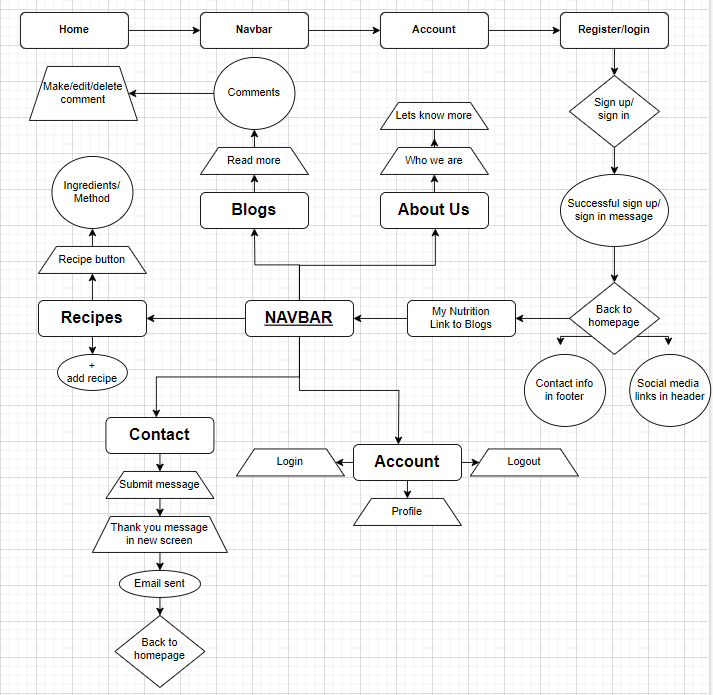 Home
Navbar
Account
Register/login
Make/edit/delete
comment
Comments
Lets know more
Sign up/
sign in
Read more
Who we are
Ingredients/
Method
Blogs
About Us
Successful sign up/
sign in message
Recipe button
Recipes
NAVBAR
My Nutrition
Link to Blogs
Back to
homepage
+
add recipe
Contact info
in footer
Social media
links in header
Contact
Login
Account
Logout
Submit message
Profile
Thank you message
in new screen
Email sent
Back to
homepage